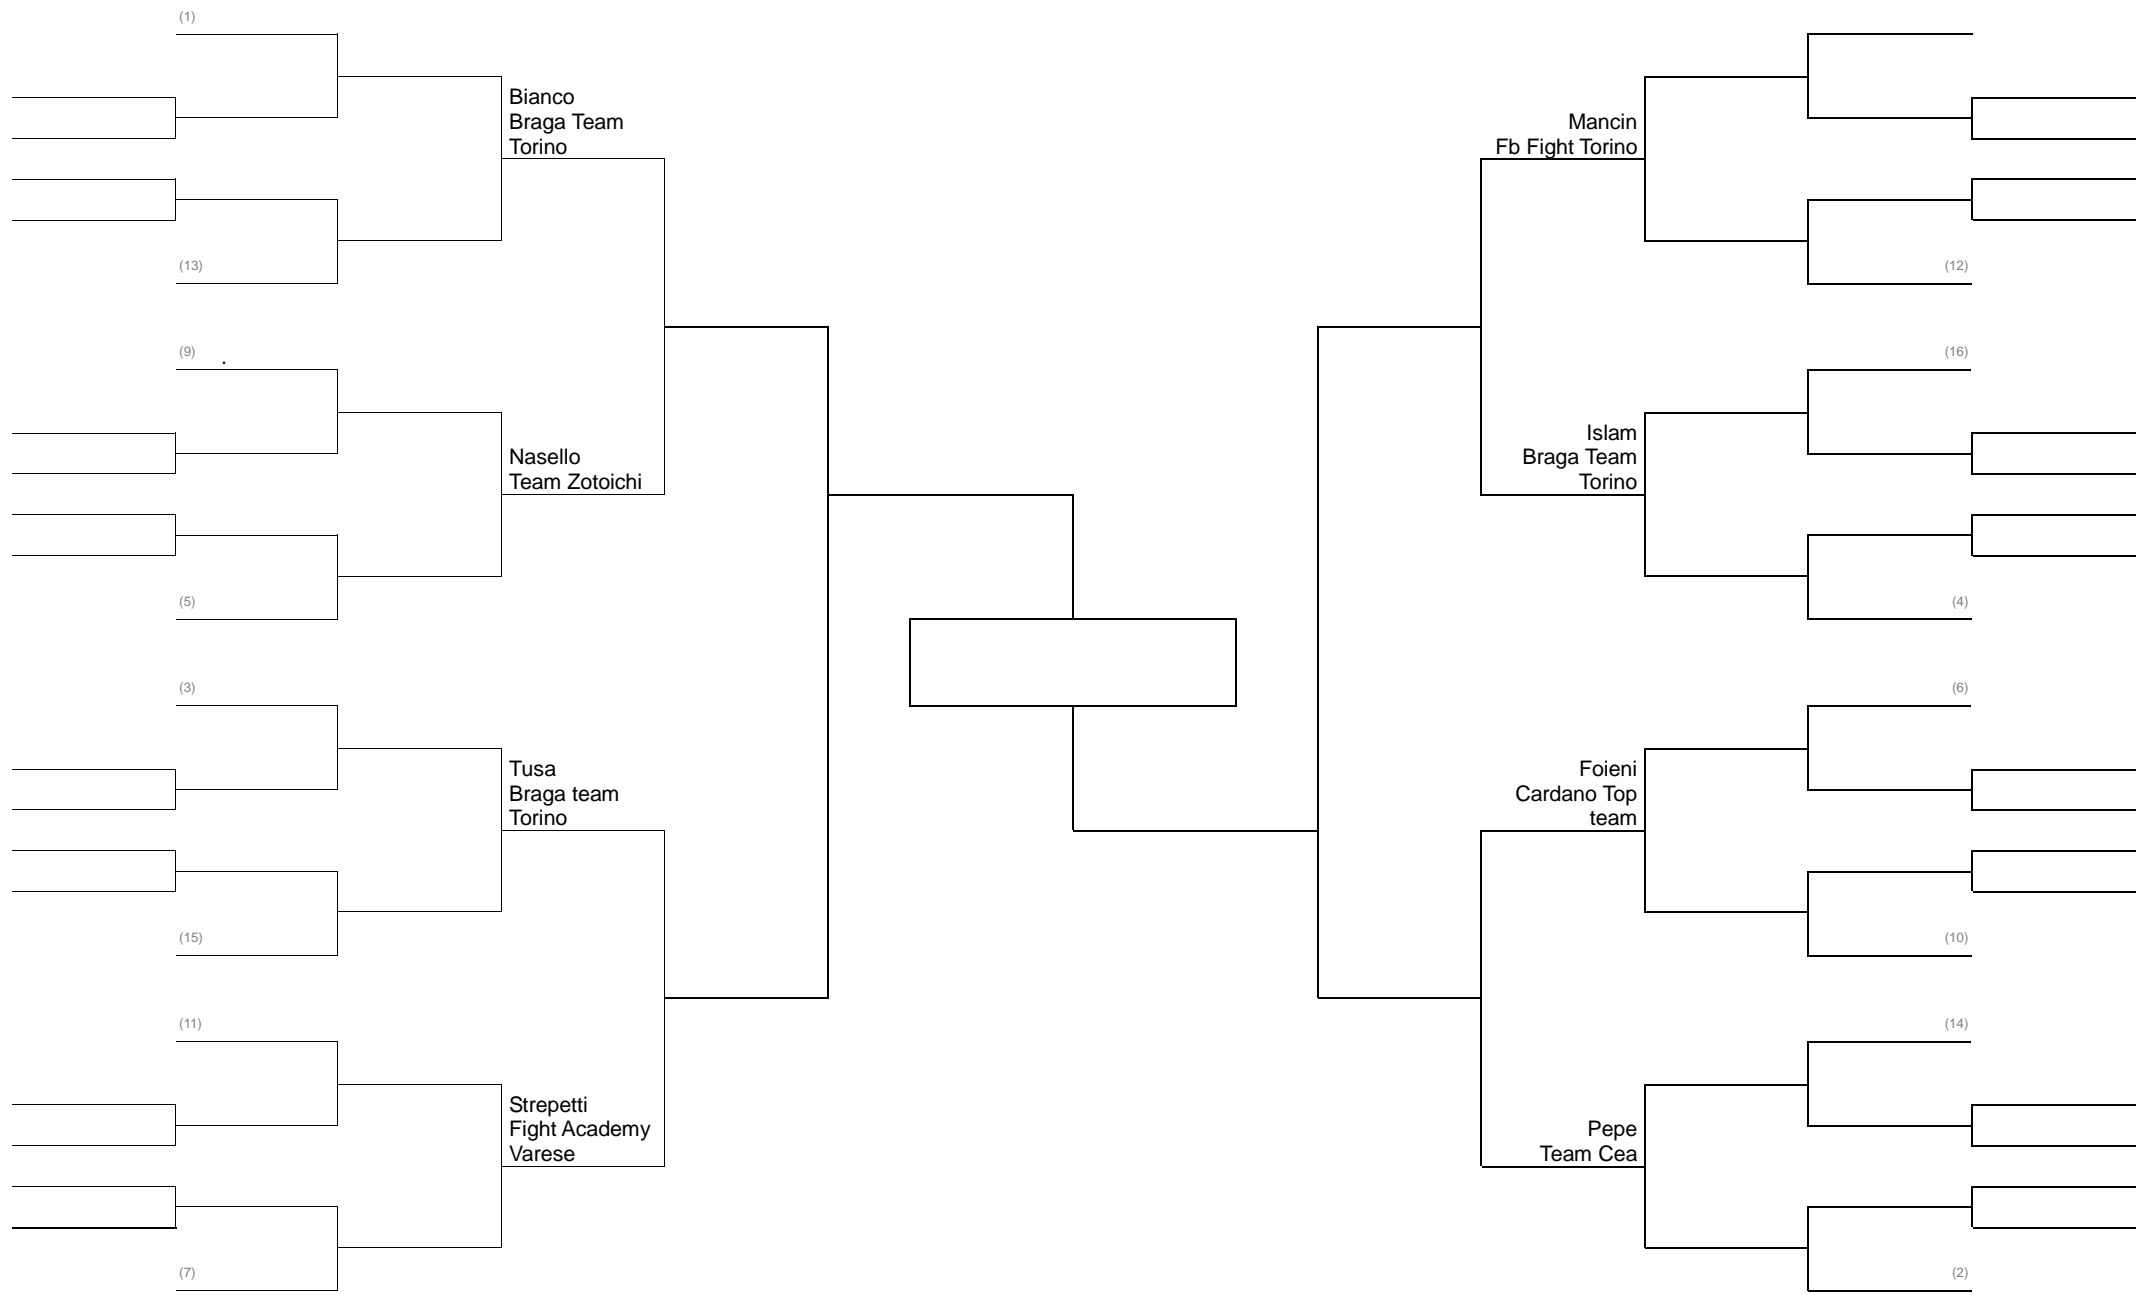 (1)
Bianco
Braga Team
Torino
(13)
(9) .
Nasello
Team Zotoichi
(5)
(3)
Tusa
Braga team
Torino
(15)
(11)
Strepetti
Fight Academy
Varese
(7)
Mancin
Fb Fight Torino
(12)
(16)
Islam
Braga Team
Torino
(4)
(6)
Foieni
Cardano Top
team
(10)
(14)
Pepe
Team Cea
(2)